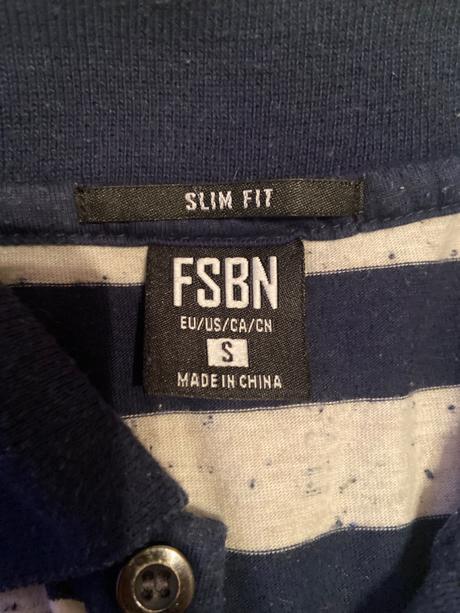 SLIM FIT
FSBN
EU/US/CA/CN
S
MADE IN CHINA